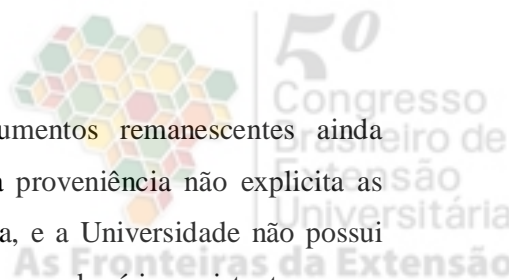 5º
Congresso
Brasileiro de
Extensão
Universitária
As Fronteiras da Extensão
umentos remanescentes ainda
proveniência não explicita as
a, e a Universidade não possui